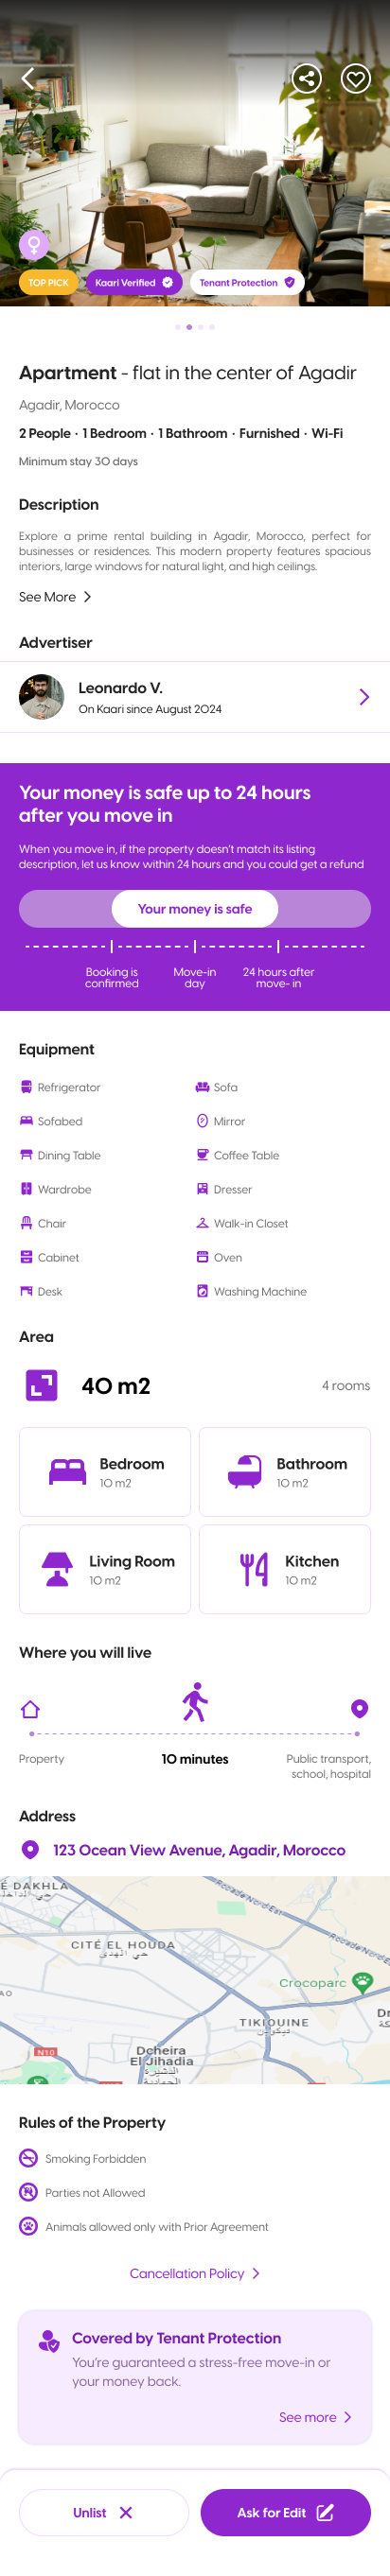 TOP PICK
Kaari Verified
Tenant Protection
Apartment - flat in the center of Agadir
Agadir, Morocco
2 People · 1 Bedroom · 1 Bathroom · Furnished · Wi-Fi
Minimum stay 30 days
Description
Explore a prime rental building in Agadir, Morocco, perfect for
businesses or residences. This modern property features spacious
interiors, large windows for natural light, and high ceilings.
See More
Advertiser
Leonardo V.
On Kaari since August 2024
Your money is safe up to 24 hours
after you move in
When you move in, if the property doesn't match its listing
description, let us know within 24 hours and you could get a refund
Your money is safe
Booking is
confirmed
Move-in
day
24 hours after
move- in
Equipment
Refrigerator
Sofa
Sofabed
Mirror
Dining Table
Coffee Table
Wardrobe
Dresser
Chair
Walk-in Closet
Cabinet
Oven
Desk
Washing Machine
Area
40 m2
4 rooms
Bedroom
10 m2
Bathroom
10 m2
Living Room
10 m2
Kitchen
10 m2
Where you will live
Property
10 minutes
Public transport,
school, hospital
Address
123 Ocean View Avenue, Agadir, Morocco
É DAKHLA
CITÉ EL HOUDA
حي الهدى
Crocoparc
TIKIOUINE
تيكوين
N10
Dcheira
El Jihadia
الدشيرة
الجهادية
Rules of the Property
Smoking Forbidden
Parties not Allowed
Animals allowed only with Prior Agreement
Cancellation Policy
Covered by Tenant Protection
You're guaranteed a stress-free move-in or
your money back.
See more
Unlist
Ask for Edit